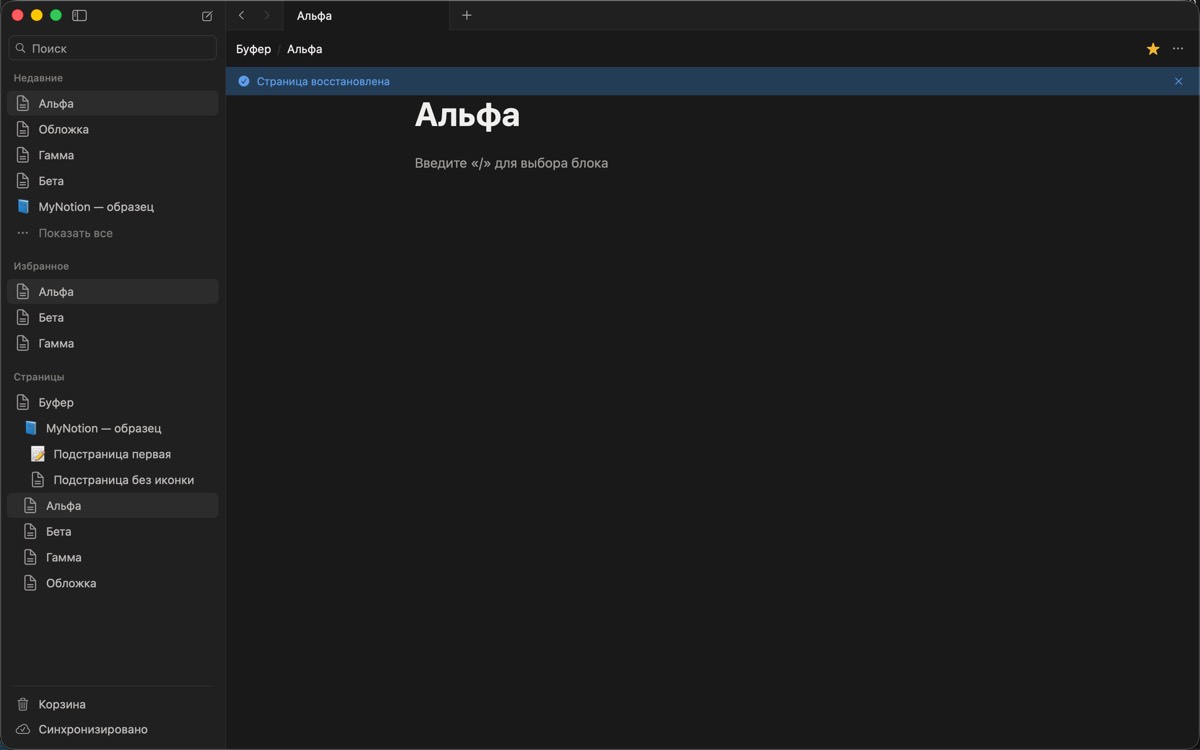 Альфа
Поиск
Буфер / Альфа
Недавние
Страница восстановлена
Альфа
Обложка
Гамма
Бета
MyNotion — образец
Показать все
Избранное
Альфа
Бета
Гамма
Страницы
Буфер
MyNotion — образец
Подстраница первая
Подстраница без иконки
Альфа
Бета
Гамма
Обложка
Корзина
Синхронизировано
Альфа
Введите «/» для выбора блока